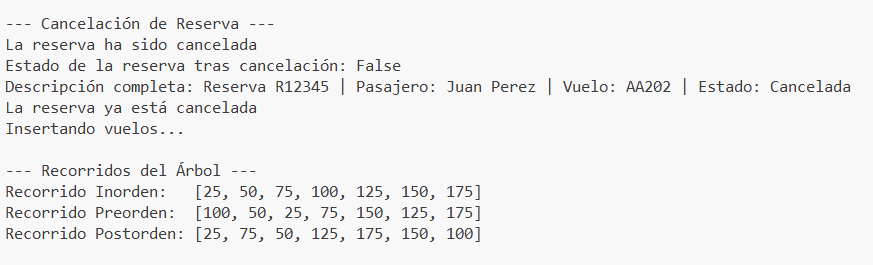 --- Cancelación de Reserva ---
La reserva ha sido cancelada
Estado de la reserva tras cancelación: False
Descripción completa: Reserva R12345 | Pasajero: Juan Perez | Vuelo: AA202 | Estado: Cancelada
La reserva ya está cancelada
Insertando vuelos...
--- Recorridos del Árbol ---
Recorrido Inorden:   [25, 50, 75, 100, 125, 150, 175]
Recorrido Preorden:  [100, 50, 25, 75, 150, 125, 175]
Recorrido Postorden: [25, 75, 50, 125, 175, 150, 100]